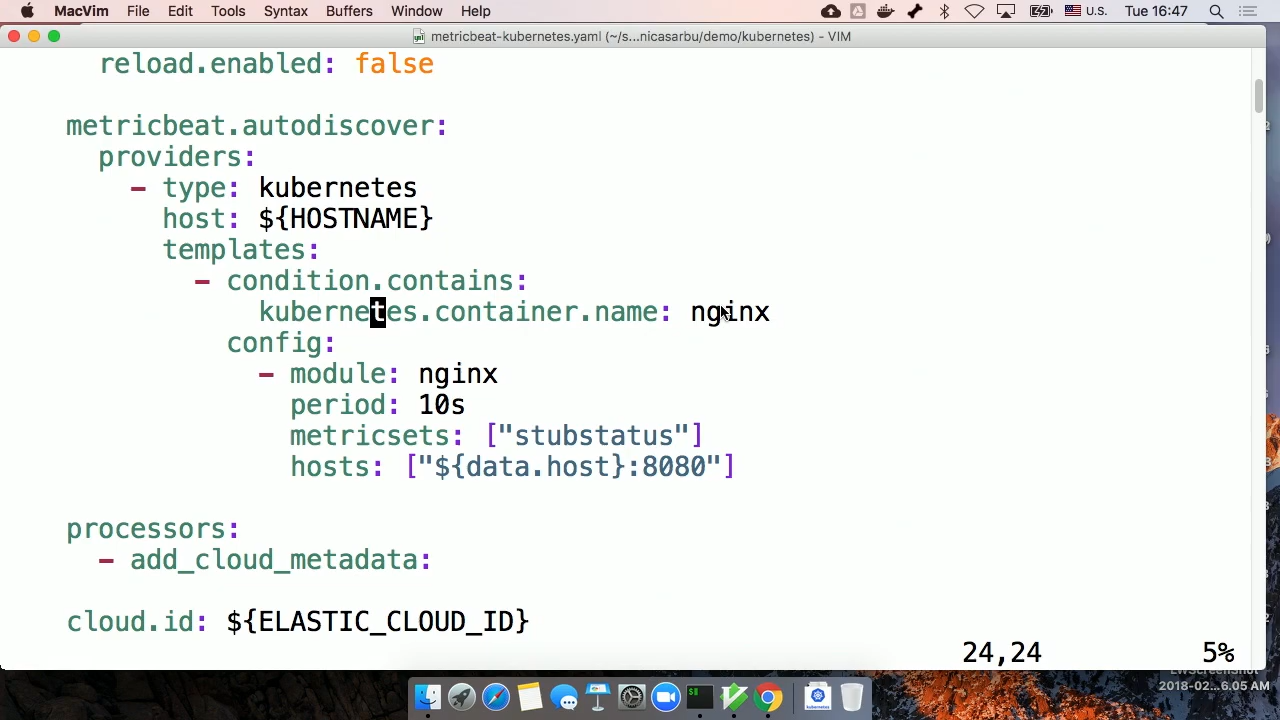 MacVim File Edit Tools Syntax Buffers Window Help U.S. Tue 16:47
metricbeat-kubernetes.yaml (~/s...nicasarbu/demo/kubernetes) - VIM
reload.enabled: false
metricbeat.autodiscover:
providers:
- type: kubernetes
host: ${HOSTNAME}
templates:
- condition.contains:
kubernetes.container.name: nginx
config:
- module: nginx
period: 10s
metricsets: ["stubstatus"]
hosts: ["${data.host}:8080"]
processors:
- add_cloud_metadata:
cloud.id: ${ELASTIC_CLOUD_ID}
24,24 5%
2018-02...6.05 AM